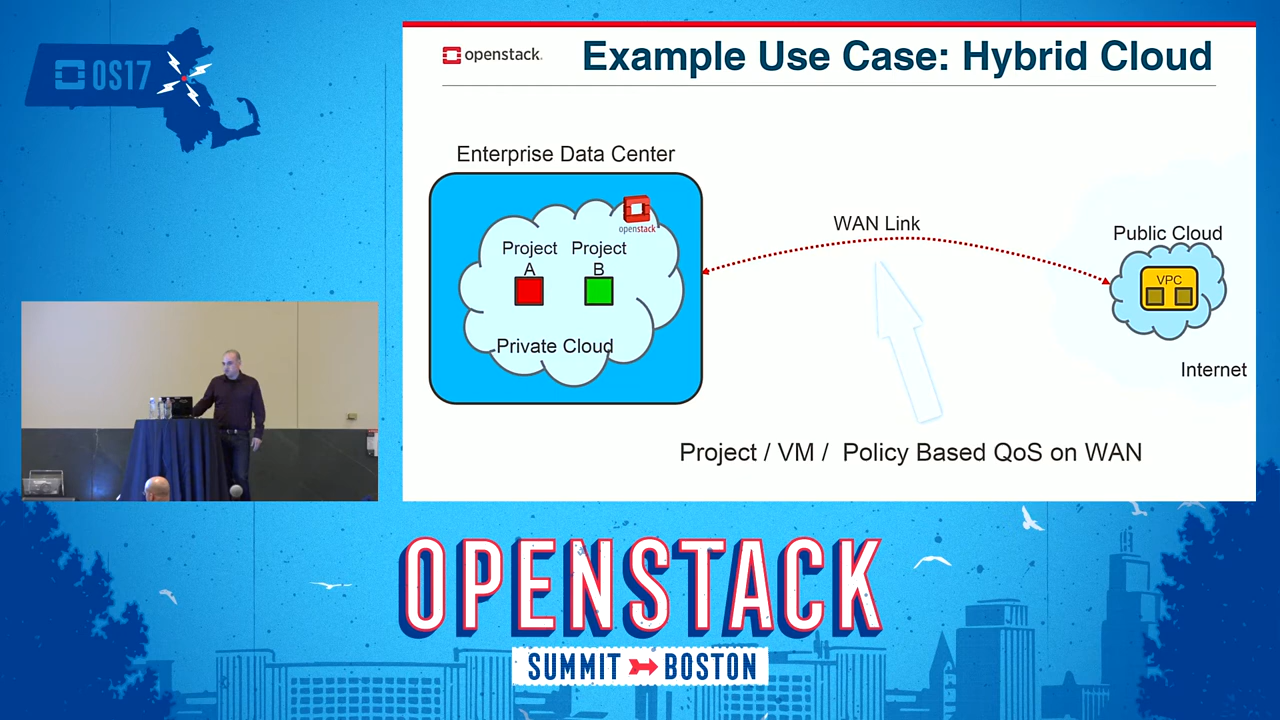 OS17
openstack.
Example Use Case: Hybrid Cloud
Enterprise Data Center
openstack
Project
A
Project
B
Private Cloud
WAN Link
Public Cloud
VPC
Internet
Project / VM / Policy Based QoS on WAN
OPENSTACK
SUMMIT BOSTON